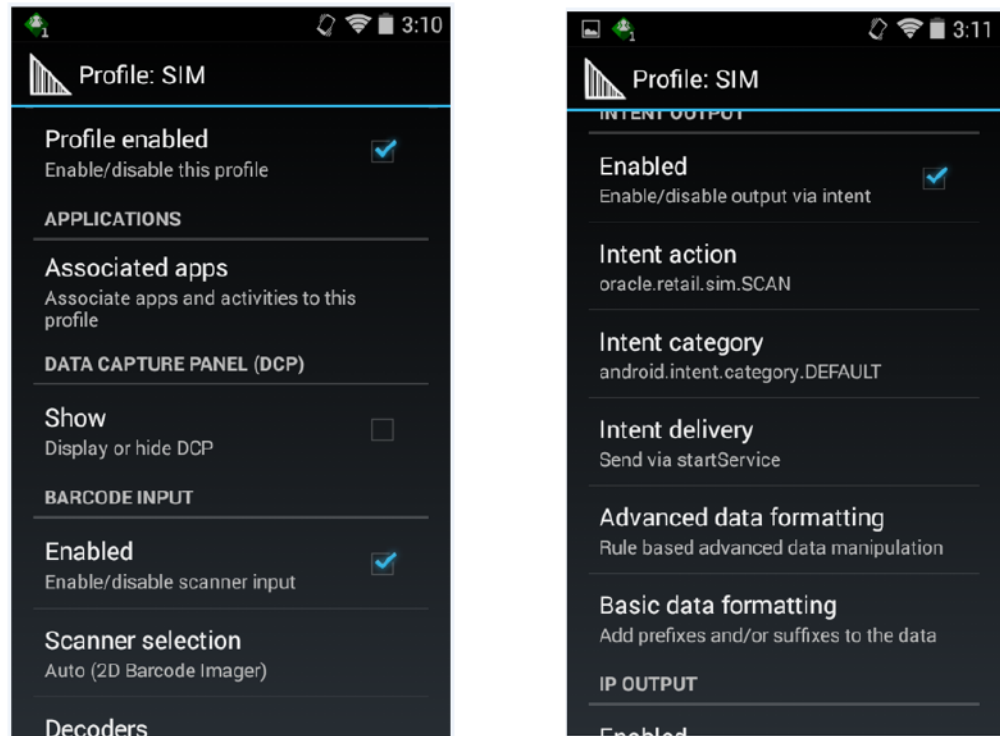 1
3:10
Profile: SIM
Profile enabled
Enable/disable this profile
APPLICATIONS
Associated apps
Associate apps and activities to this
profile
DATA CAPTURE PANEL (DCP)
Show
Display or hide DCP
BARCODE INPUT
Enabled
Enable/disable scanner input
Scanner selection
Auto (2D Barcode Imager)
Decoders
1
3:11
Profile: SIM
INTENT OUTPUT
Enabled
Enable/disable output via intent
Intent action
oracle.retail.sim.SCAN
Intent category
android.intent.category.DEFAULT
Intent delivery
Send via startService
Advanced data formatting
Rule based advanced data manipulation
Basic data formatting
Add prefixes and/or suffixes to the data
IP OUTPUT
Enabled